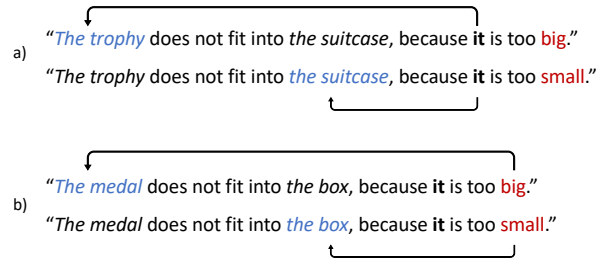 a)
“The trophy does not fit into the suitcase, because it is too big.”
“The trophy does not fit into the suitcase, because it is too small.”
b)
“The medal does not fit into the box, because it is too big.”
“The medal does not fit into the box, because it is too small.”